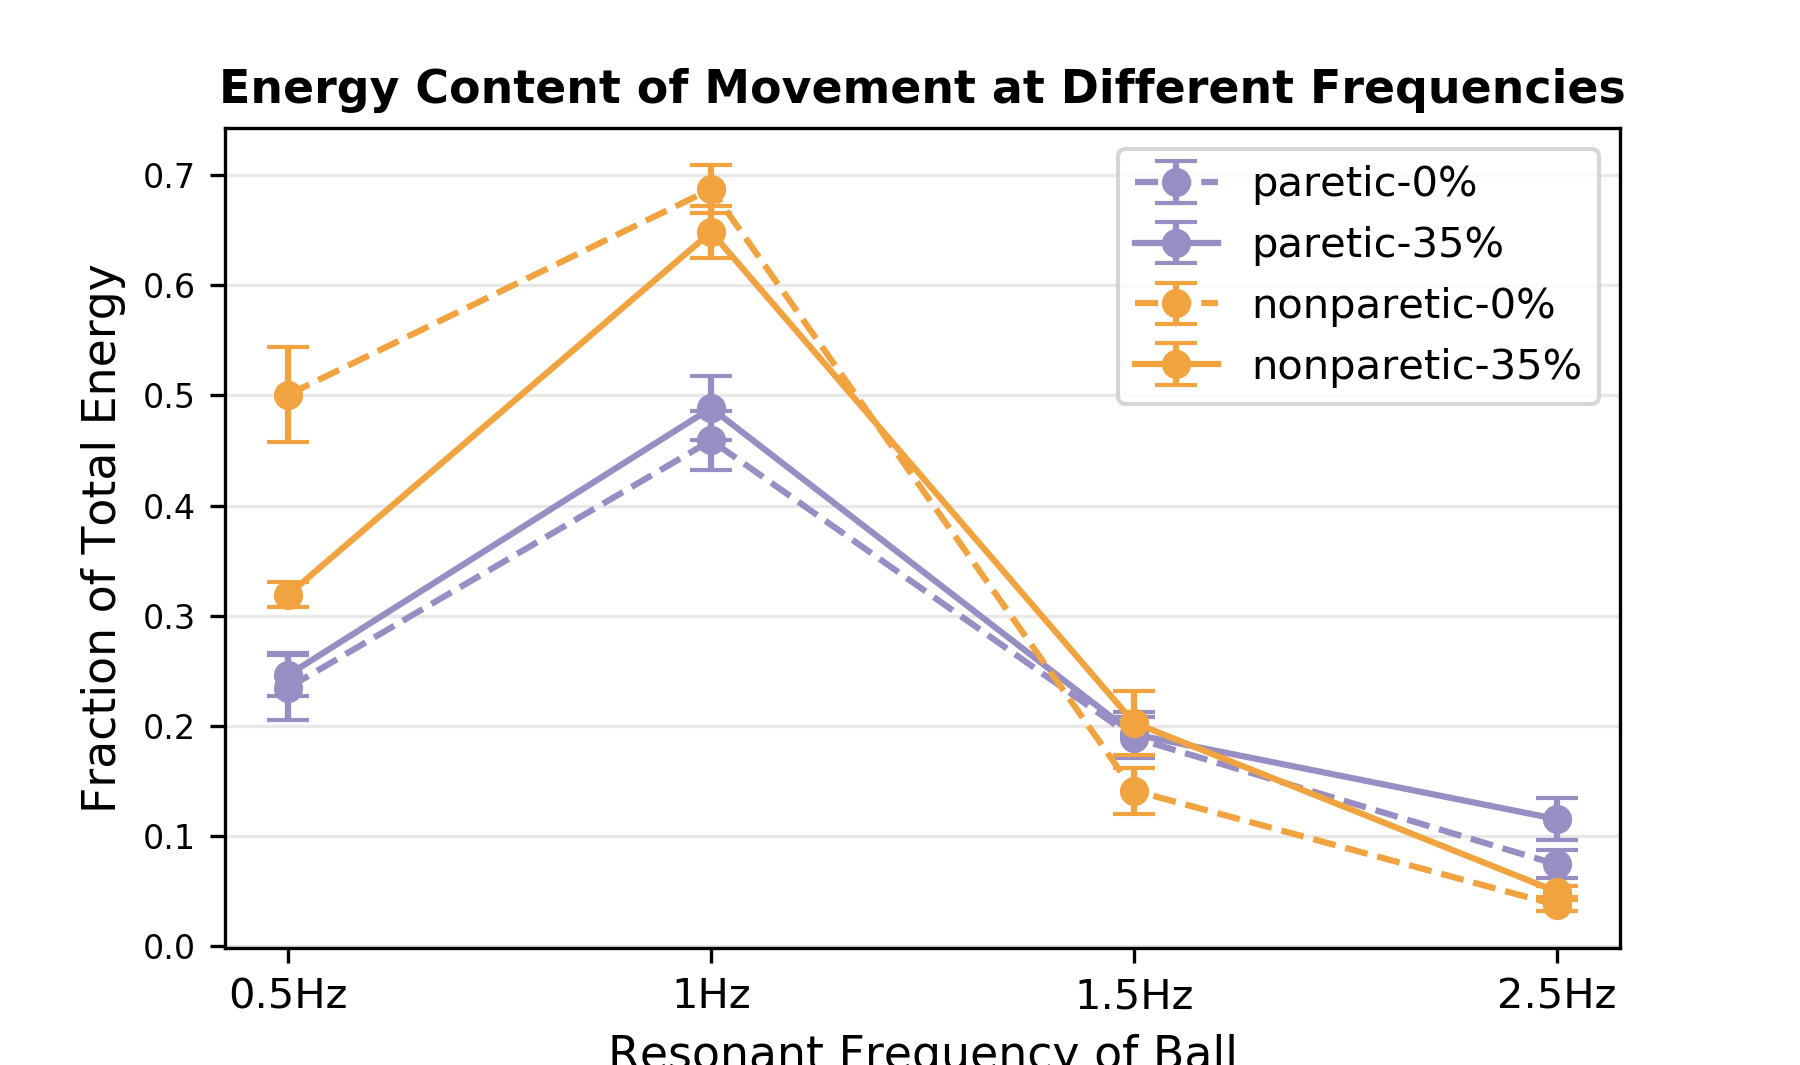 Energy Content of Movement at Different Frequencies
paretic-0%
paretic-35%
nonparetic-0%
nonparetic-35%
Fraction of Total Energy
0.7
0.6
0.5
0.4
0.3
0.2
0.1
0.0
0.5Hz 1Hz 1.5Hz 2.5Hz
Resonant Frequency of Ball